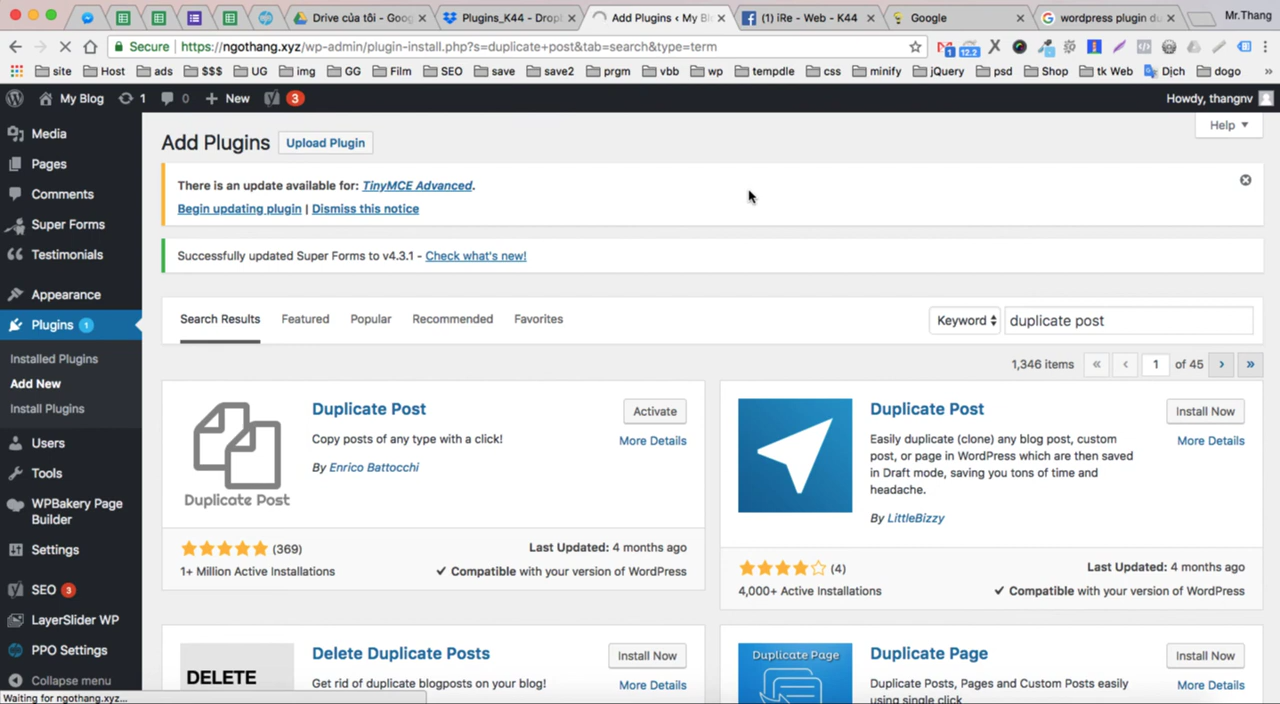 Drive của tôi - Goog
Plugins_K44 - Dropl
Add Plugins ‹ My Bl
(1) iRe - Web - K44
Google
wordpress plugin du
Mr.Thang
Secure
https://ngothang.xyz/wp-admin/plugin-install.php?s=duplicate+post&tab=search&type=term
1
12.2
site
Host
ads
$$$
UG
img
GG
Film
SEO
save
save2
prgm
vbb
wp
tempdle
css
minify
jQuery
psd
Shop
tk Web
Dịch
dogo
»
My Blog
1
0
New
3
Howdy, thangnv
Media
Pages
Comments
Super Forms
Testimonials
Appearance
Plugins 1
Installed Plugins
Add New
Install Plugins
Users
Tools
WPBakery Page
Builder
Settings
SEO 3
LayerSlider WP
PPO Settings
Collapse menu
Waiting for ngothang.xyz...
Help
Add Plugins
Upload Plugin
There is an update available for: TinyMCE Advanced.
Begin updating plugin | Dismiss this notice
Successfully updated Super Forms to v4.3.1 - Check what's new!
Search Results
Featured
Popular
Recommended
Favorites
Keyword
duplicate post
1,346 items
«
‹
1
of 45
›
»
Duplicate Post
Duplicate Post
Activate
More Details
Copy posts of any type with a click!
By Enrico Battocchi
(369)
1+ Million Active Installations
Last Updated: 4 months ago
✓ Compatible with your version of WordPress
Duplicate Post
Install Now
More Details
Easily duplicate (clone) any blog post, custom
post, or page in WordPress which are then saved
in Draft mode, saving you tons of time and
headache.
By LittleBizzy
(4)
4,000+ Active Installations
Last Updated: 4 months ago
✓ Compatible with your version of WordPress
DELETE
Delete Duplicate Posts
Install Now
More Details
Get rid of duplicate blogposts on your blog!
Duplicate Page
Duplicate Page
Install Now
More Details
Duplicate Posts, Pages and Custom Posts easily
using single click